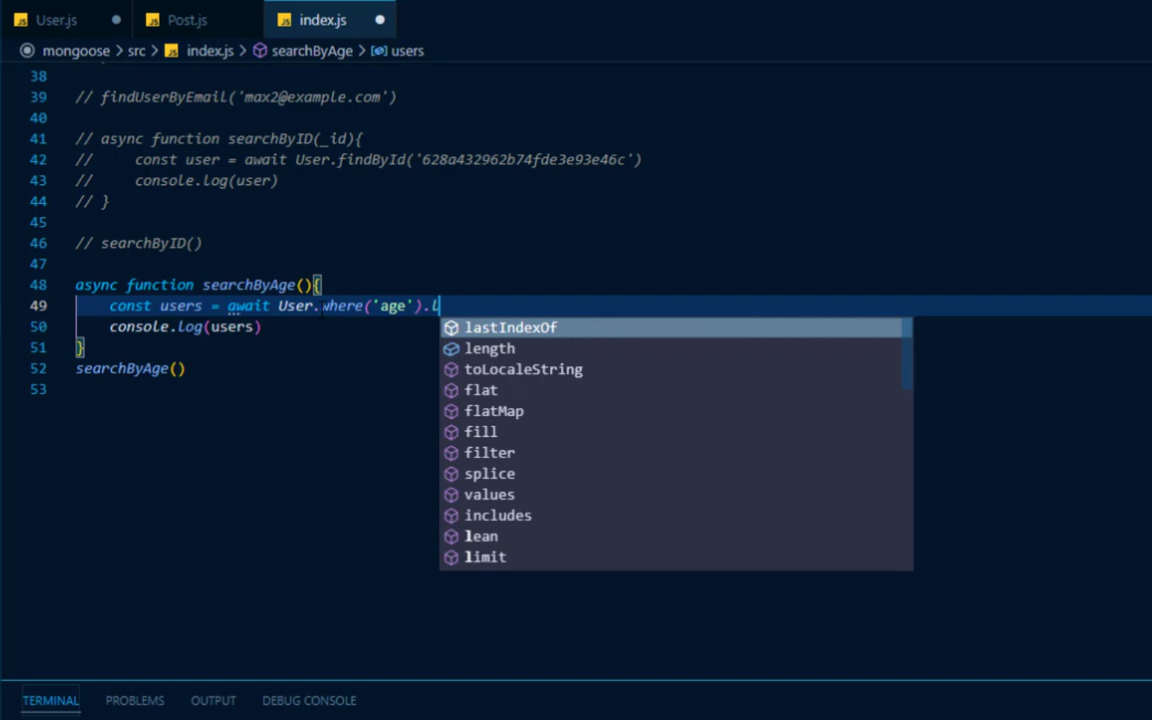 JS User.js JS Post.js JS index.js
mongoose > src > JS index.js > searchByAge > users
38
39 // findUserByEmail('max2@example.com')
40
41 // async function searchByID(_id){
42 //     const user = await User.findById('628a432962b74fde3e93e46c')
43 //     console.log(user)
44 // }
45
46 // searchByID()
47
48 async function searchByAge(){
49     const users = await User.where('age').l
lastIndexOf
50     console.log(users)
length
51 }
toLocaleString
52 searchByAge()
flat
53
flatMap
fill
filter
splice
values
includes
lean
limit
TERMINAL PROBLEMS OUTPUT DEBUG CONSOLE